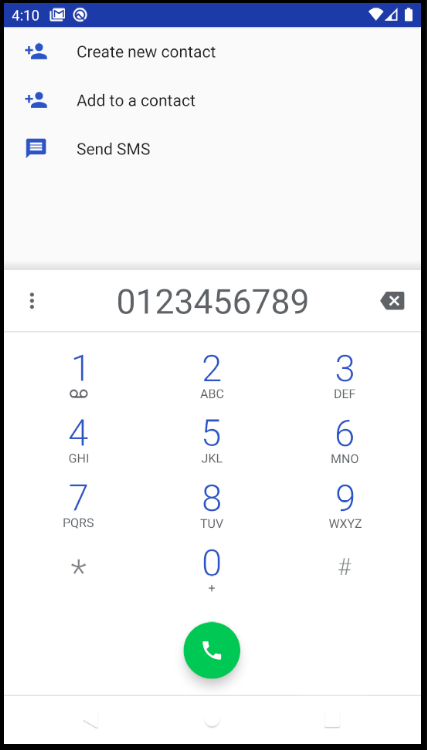 4:10
Create new contact
Add to a contact
Send SMS
0123456789
1 2 3
ABC DEF
4 5 6
GHI JKL MNO
7 8 9
PQRS TUV WXYZ
* 0 #
+